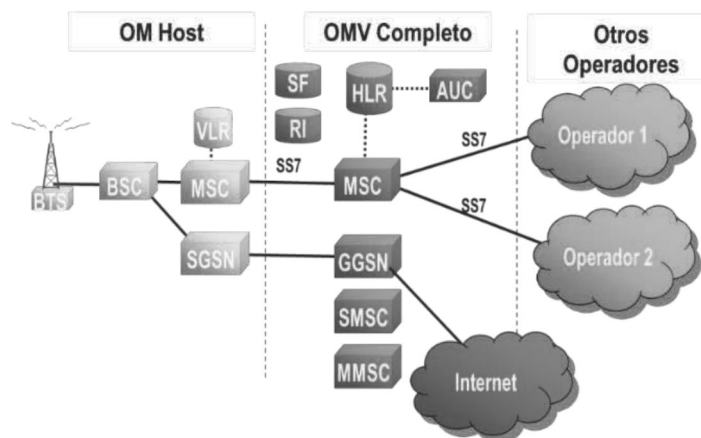 OM Host
OMV Completo
Otros
Operadores
SF
HLR
AUC
VLR
RI
Operador 1
SS7
BTS
BSC
MSC
SS7
MSC
SS7
SGSN
GGSN
Operador 2
SMSC
MMSC
Internet